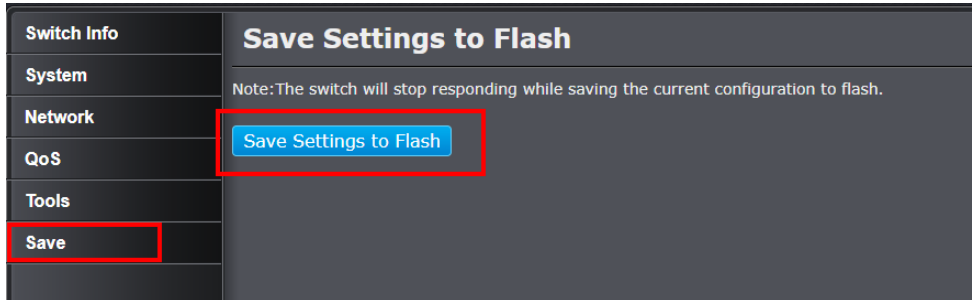 Switch Info
System
Network
QoS
Tools
Save
Save Settings to Flash
Note:The switch will stop responding while saving the current configuration to flash.
Save Settings to Flash